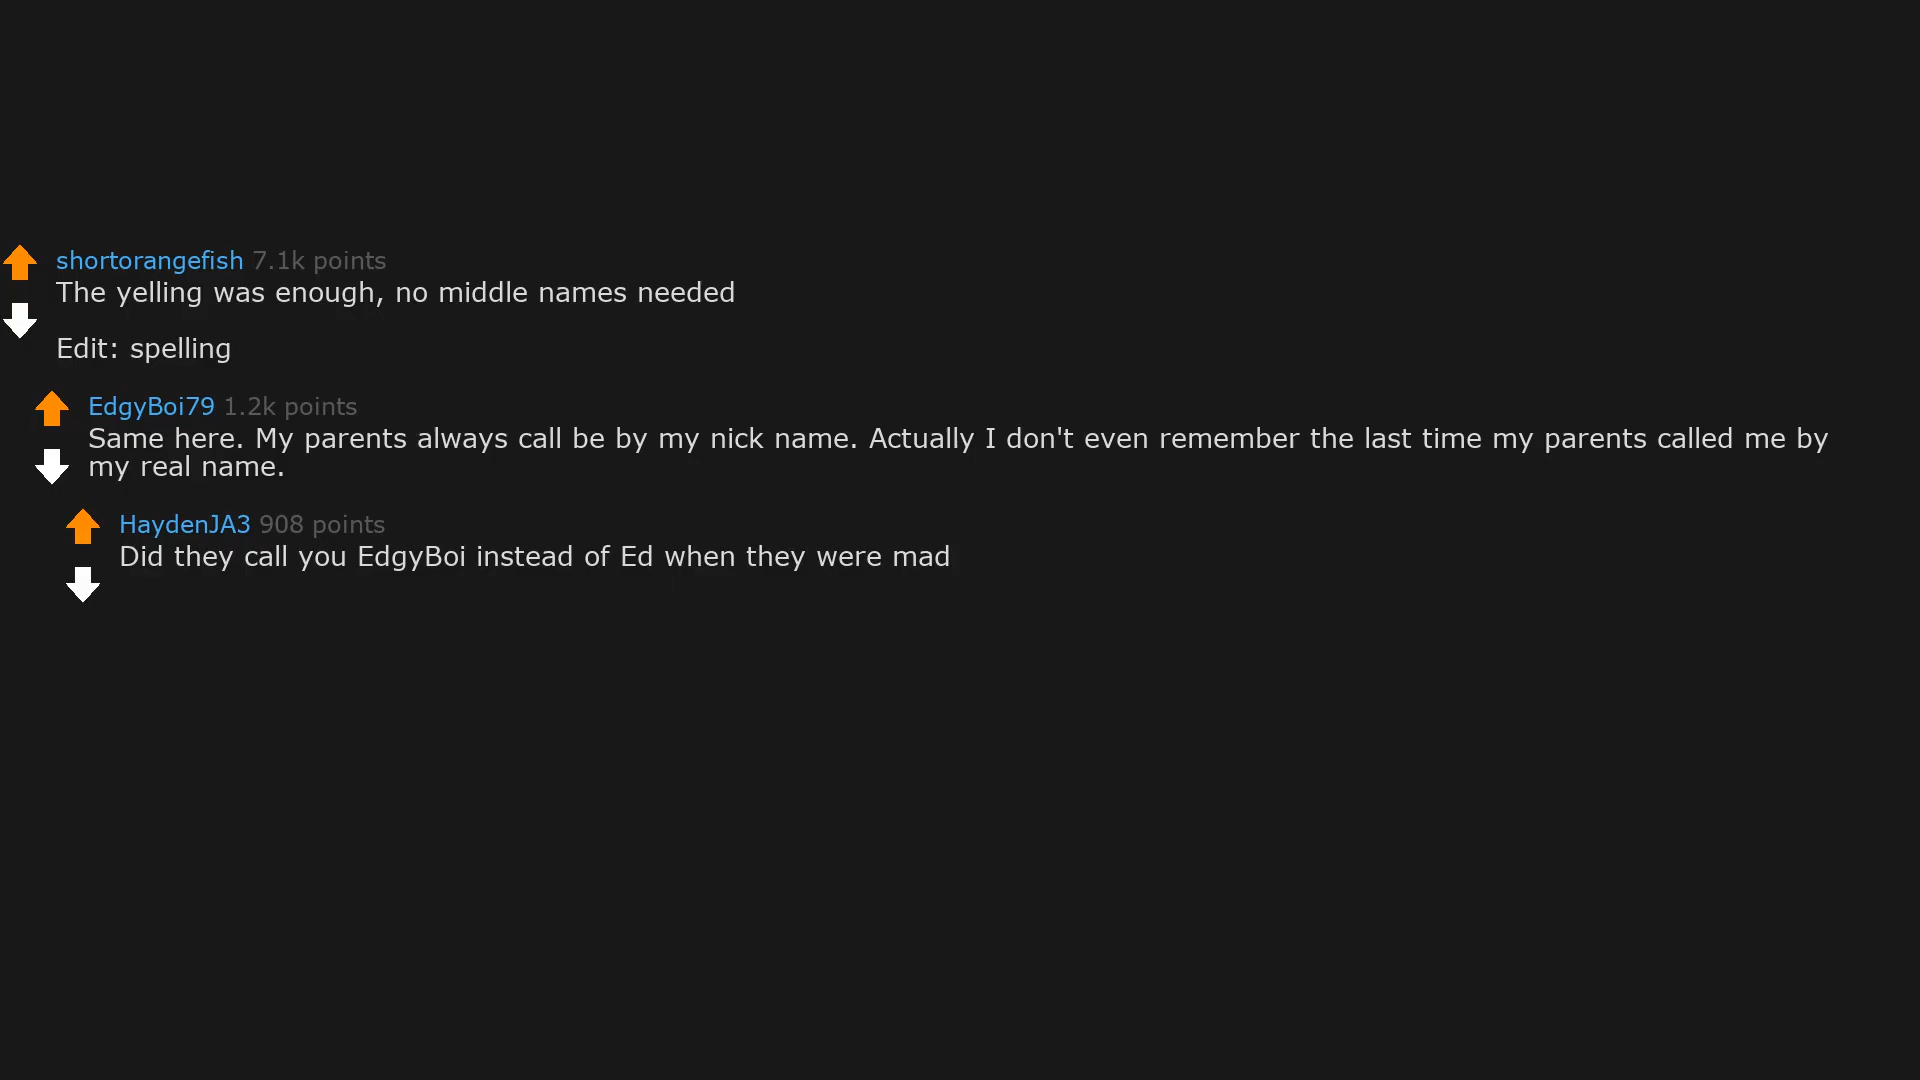 shortorangefish 7.1k points
The yelling was enough, no middle names needed
Edit: spelling
EdgyBoi79 1.2k points
Same here. My parents always call be by my nick name. Actually I don't even remember the last time my parents called me by
my real name.
HaydenJA3 908 points
Did they call you EdgyBoi instead of Ed when they were mad